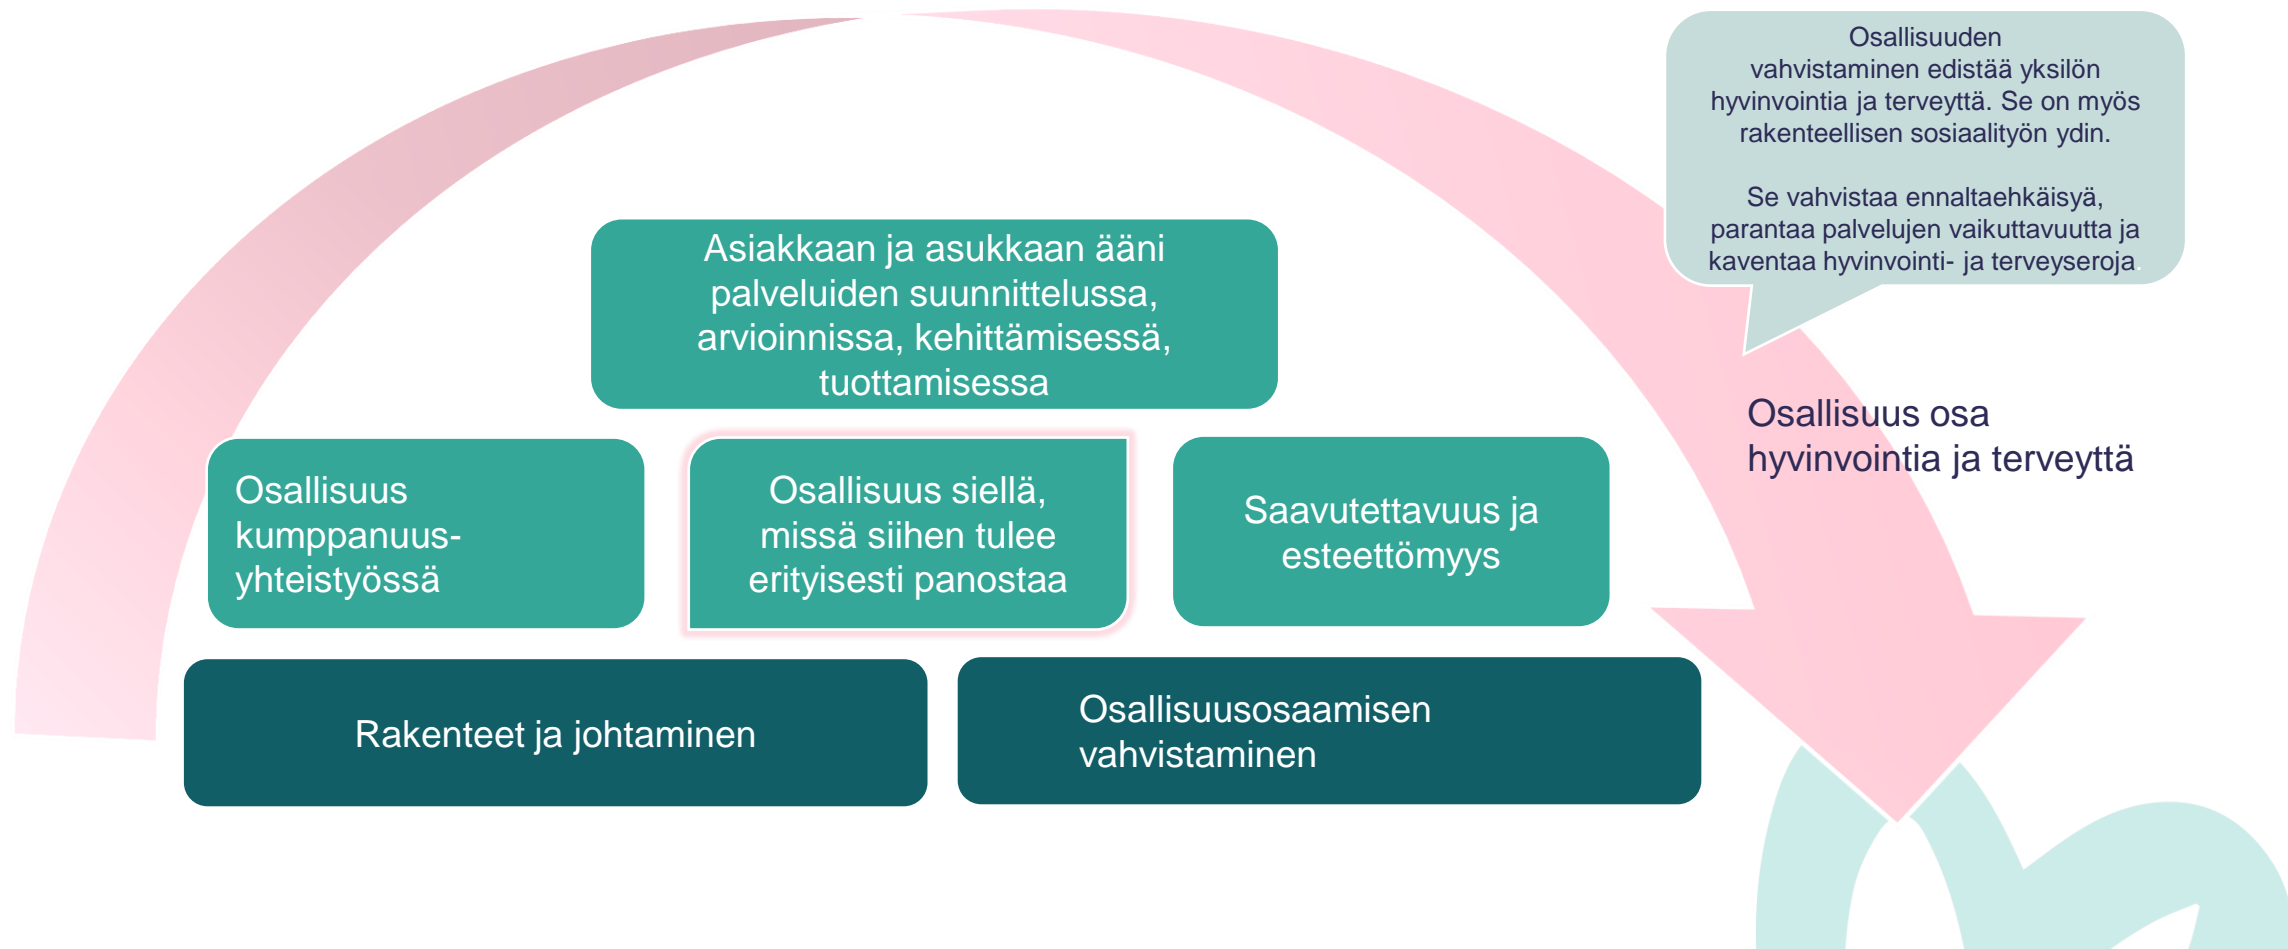 Osallisuuden
vahvistaminen edistää yksilön
hyvinvointia ja terveyttä. Se on myös
rakenteellisen sosiaalityön ydin.
Se vahvistaa ennaltaehkäisyä,
parantaa palvelujen vaikuttavuutta ja
kaventaa hyvinvointi- ja terveyseroja.
Asiakkaan ja asukkaan ääni
palveluiden suunnittelussa,
arvioinnissa, kehittämisessä,
tuottamisessa
Osallisuus osa
hyvinvointia ja terveyttä
Osallisuus
kumppanuus-
yhteistyössä
Osallisuus siellä,
missä siihen tulee
erityisesti panostaa
Saavutettavuus ja
esteettömyys
Rakenteet ja johtaminen
Osallisuusosaamisen
vahvistaminen